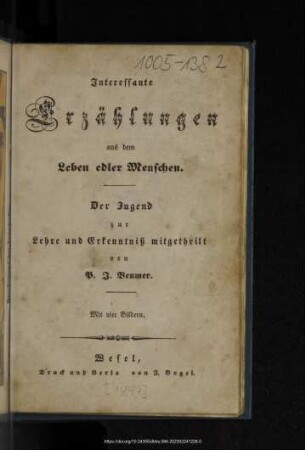 1005-138 2
Interessante
Erzählungen
aus dem
Leben edler Menschen.
Der Jugend
zur
Lehre und Erkenntniß mitgetheilt
von
P. J. Beumer.
Mit vier Bildern.
Wesel,
Druck und Verla von J. Bagel.